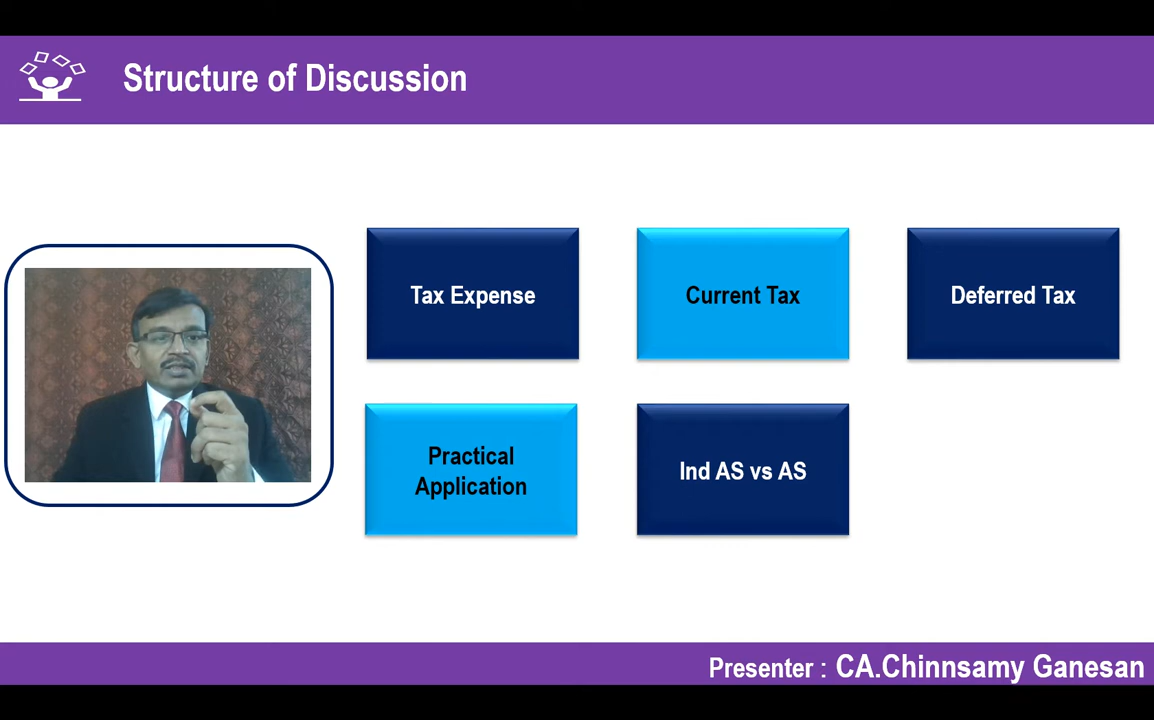 Structure of Discussion
Tax Expense
Current Tax
Deferred Tax
Practical
Application
Ind AS vs AS
Presenter : CA.Chinnsamy Ganesan